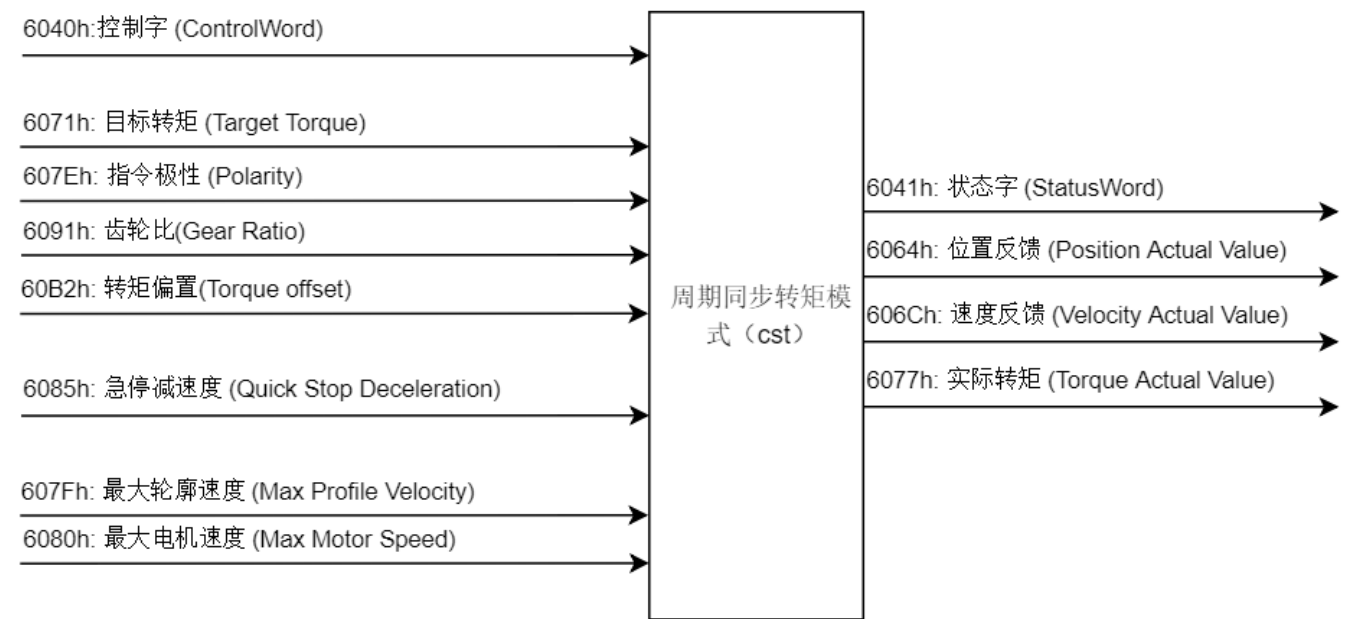 6040h:控制字 (ControlWord)
6071h: 目标转矩 (Target Torque)
607Eh: 指令极性 (Polarity)
6091h: 齿轮比(Gear Ratio)
60B2h: 转矩偏置(Torque offset)
6085h: 急停减速度 (Quick Stop Deceleration)
607Fh: 最大轮廓速度 (Max Profile Velocity)
6080h: 最大电机速度 (Max Motor Speed)
周期同步转矩模
式（cst）
6041h: 状态字 (StatusWord)
6064h: 位置反馈 (Position Actual Value)
606Ch: 速度反馈 (Velocity Actual Value)
6077h: 实际转矩 (Torque Actual Value)